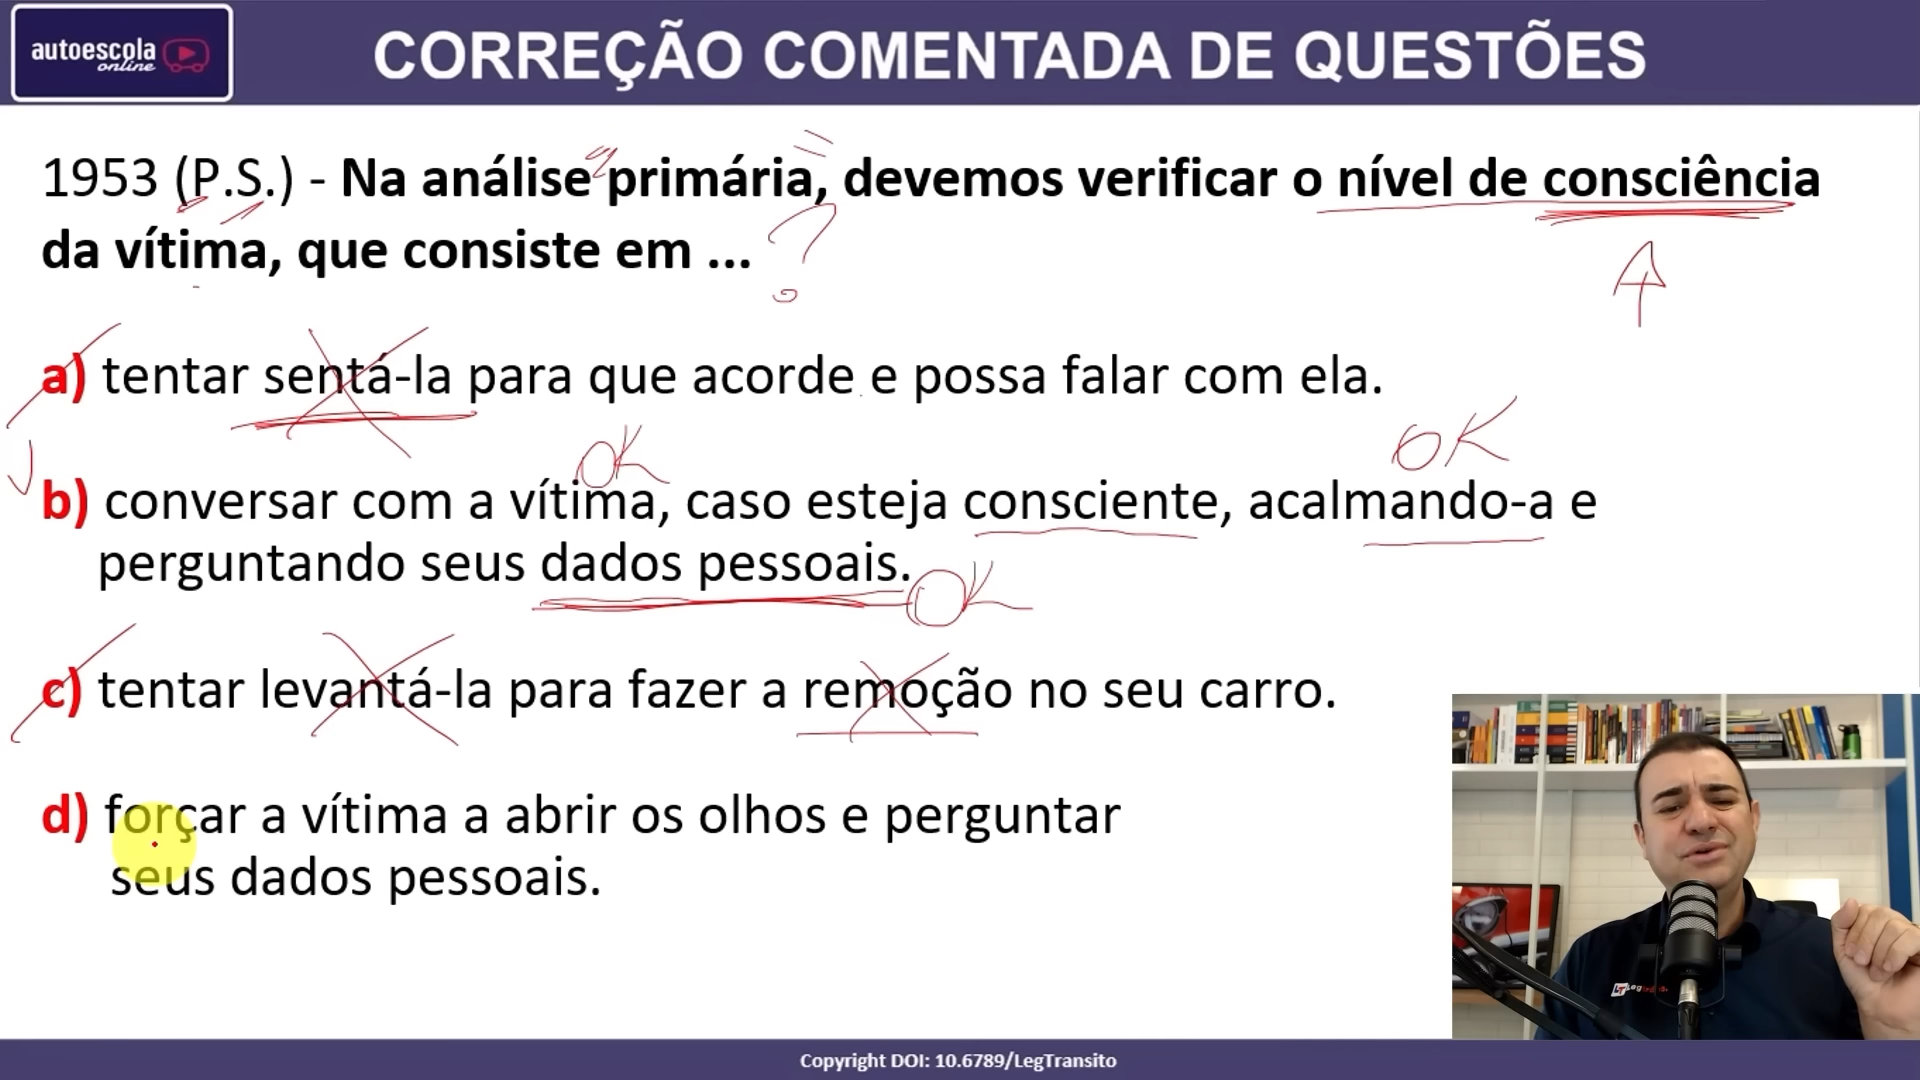 autoescola
online
CORREÇÃO COMENTADA DE QUESTÕES
1953 (P.S.) - Na análise primária, devemos verificar o nível de consciência
da vítima, que consiste em ...
?
a) tentar sentá-la para que acorde e possa falar com ela.
OK
OK
b) conversar com a vítima, caso esteja consciente, acalmando-a e
perguntando seus dados pessoais.
OK
c) tentar levantá-la para fazer a remoção no seu carro.
d) forçar a vítima a abrir os olhos e perguntar
seus dados pessoais.
Copyright DOI: 10.6789/LegTransito